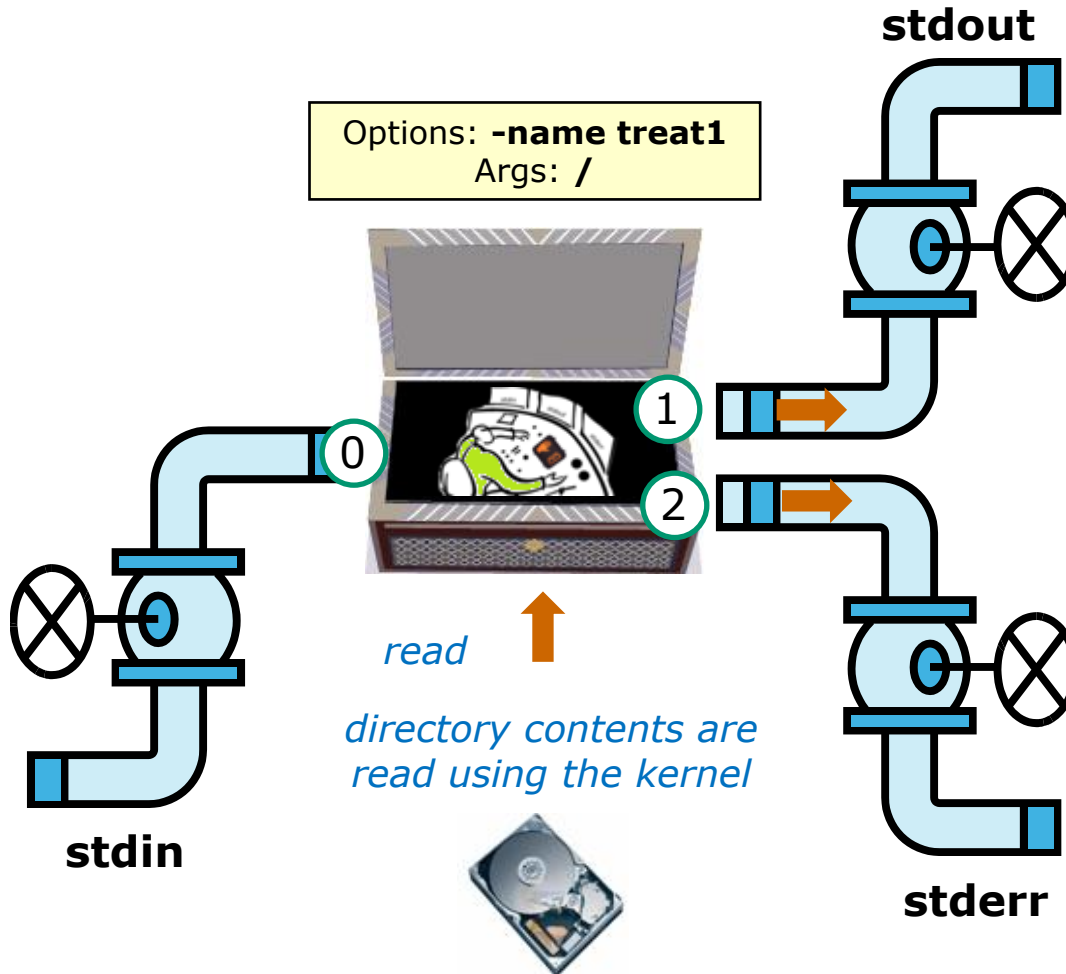 stdout
Options: -name treat1
Args: /
1
0
2
read
directory contents are
read using the kernel
stdin
stderr